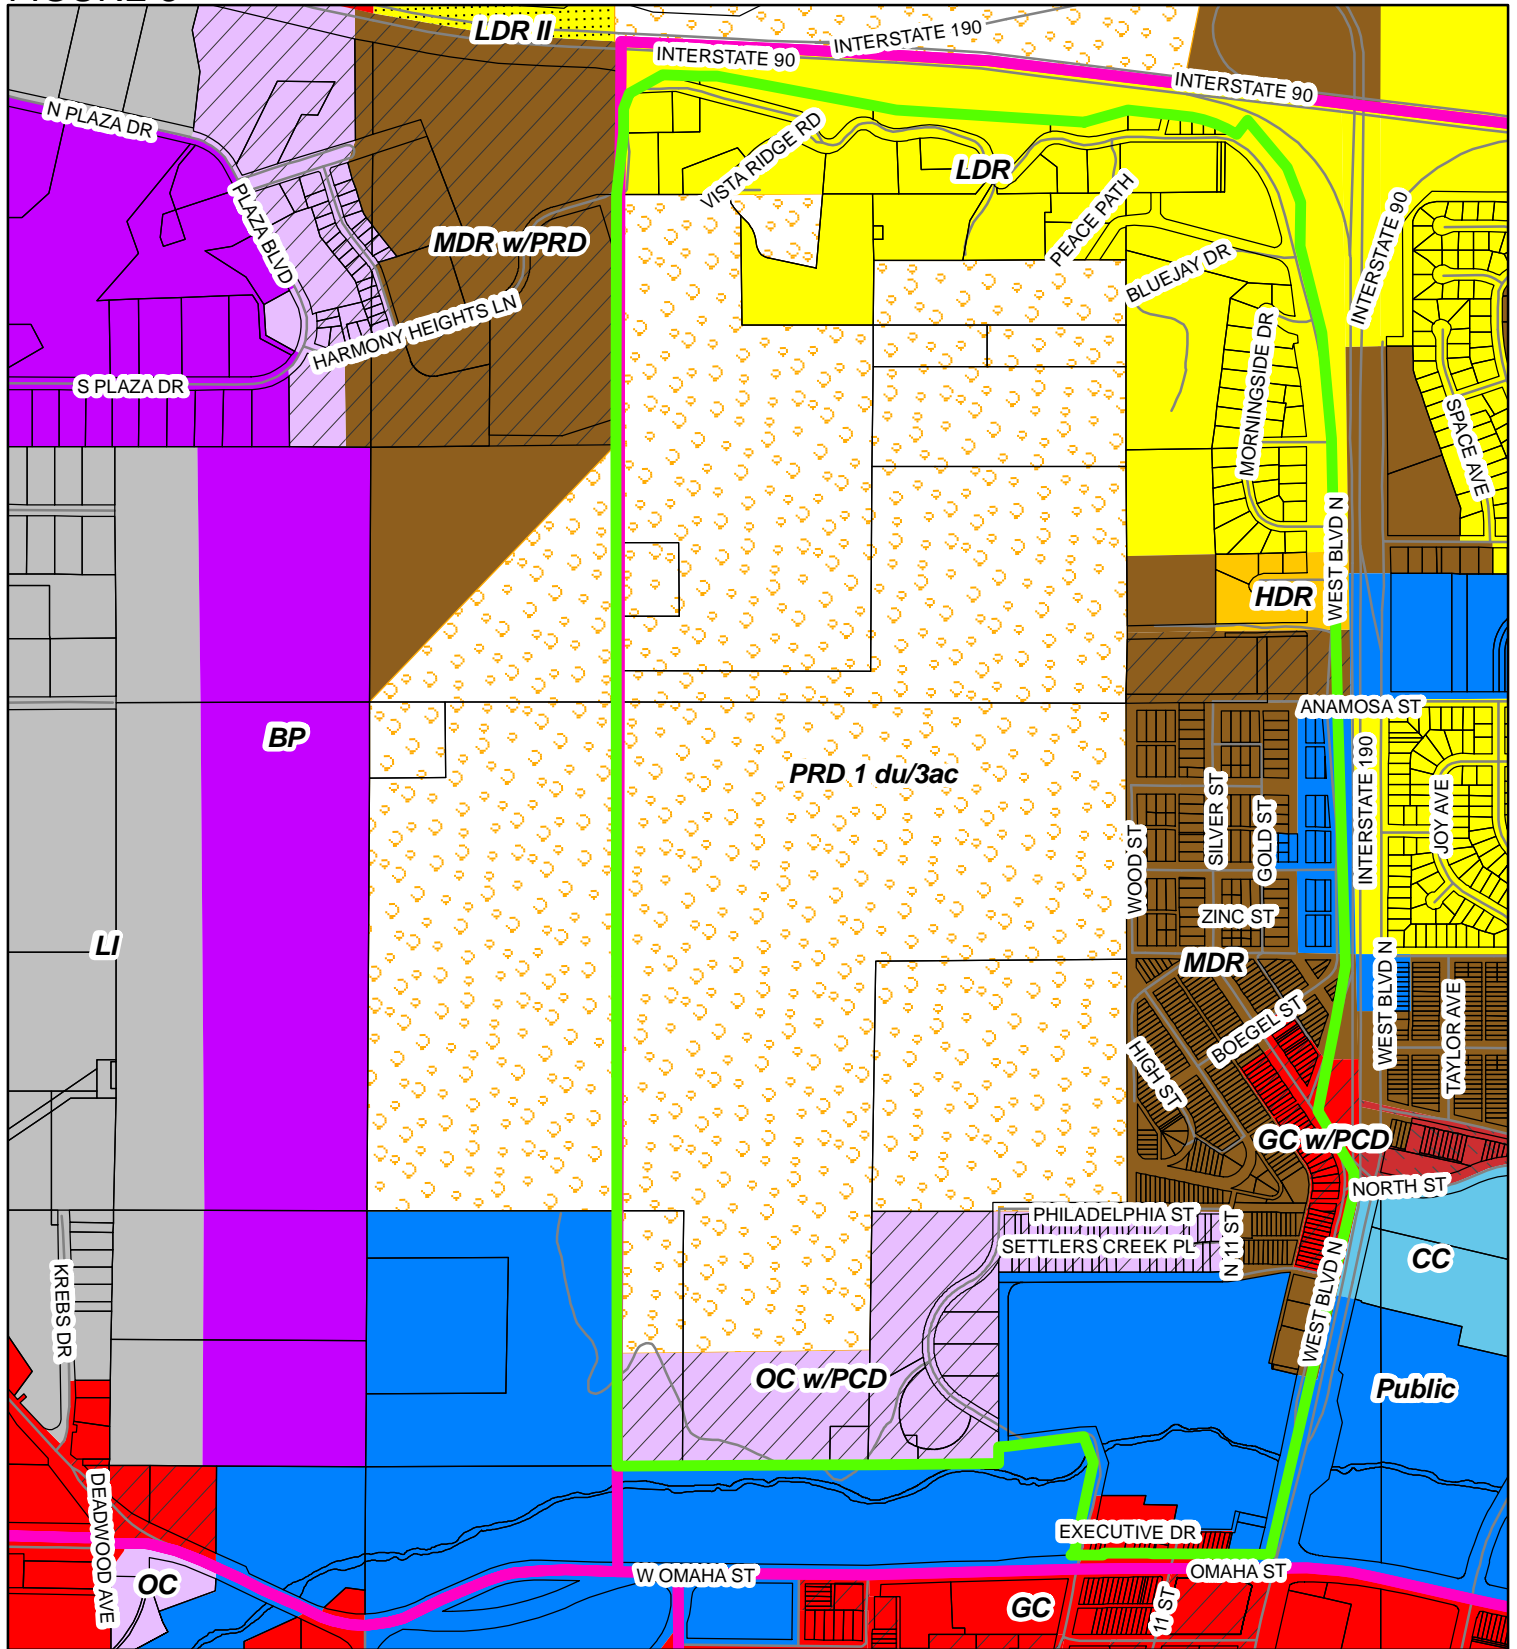 LDR II
INTERSTATE 190
INTERSTATE 90
INTERSTATE 90
N PLAZA DR
VISTA RIDGE RD
LDR
PLAZA BLVD
PEACE PATH
INTERSTATE 90
MDR w/PRD
BLUEJAY DR
HARMONY HEIGHTS LN
MORNINGSIDE DR
S PLAZA DR
SPACE AVE
WEST BLVD N
HDR
ANAMOSA ST
BP
PRD 1 du/3ac
SILVER ST
GOLD ST
INTERSTATE 190
JOY AVE
WOOD ST
ZINC ST
LI
MDR
WEST BLVD N
BOEGEL ST
TAYLOR AVE
HIGH ST
GC w/PCD
NORTH ST
PHILADELPHIA ST
SETTLERS CREEK PL
N 11 ST
CC
KREBS DR
WEST BLVD N
OC w/PCD
Public
DEADWOOD AVE
EXECUTIVE DR
W OMAHA ST
OMAHA ST
OC
GC
11 ST